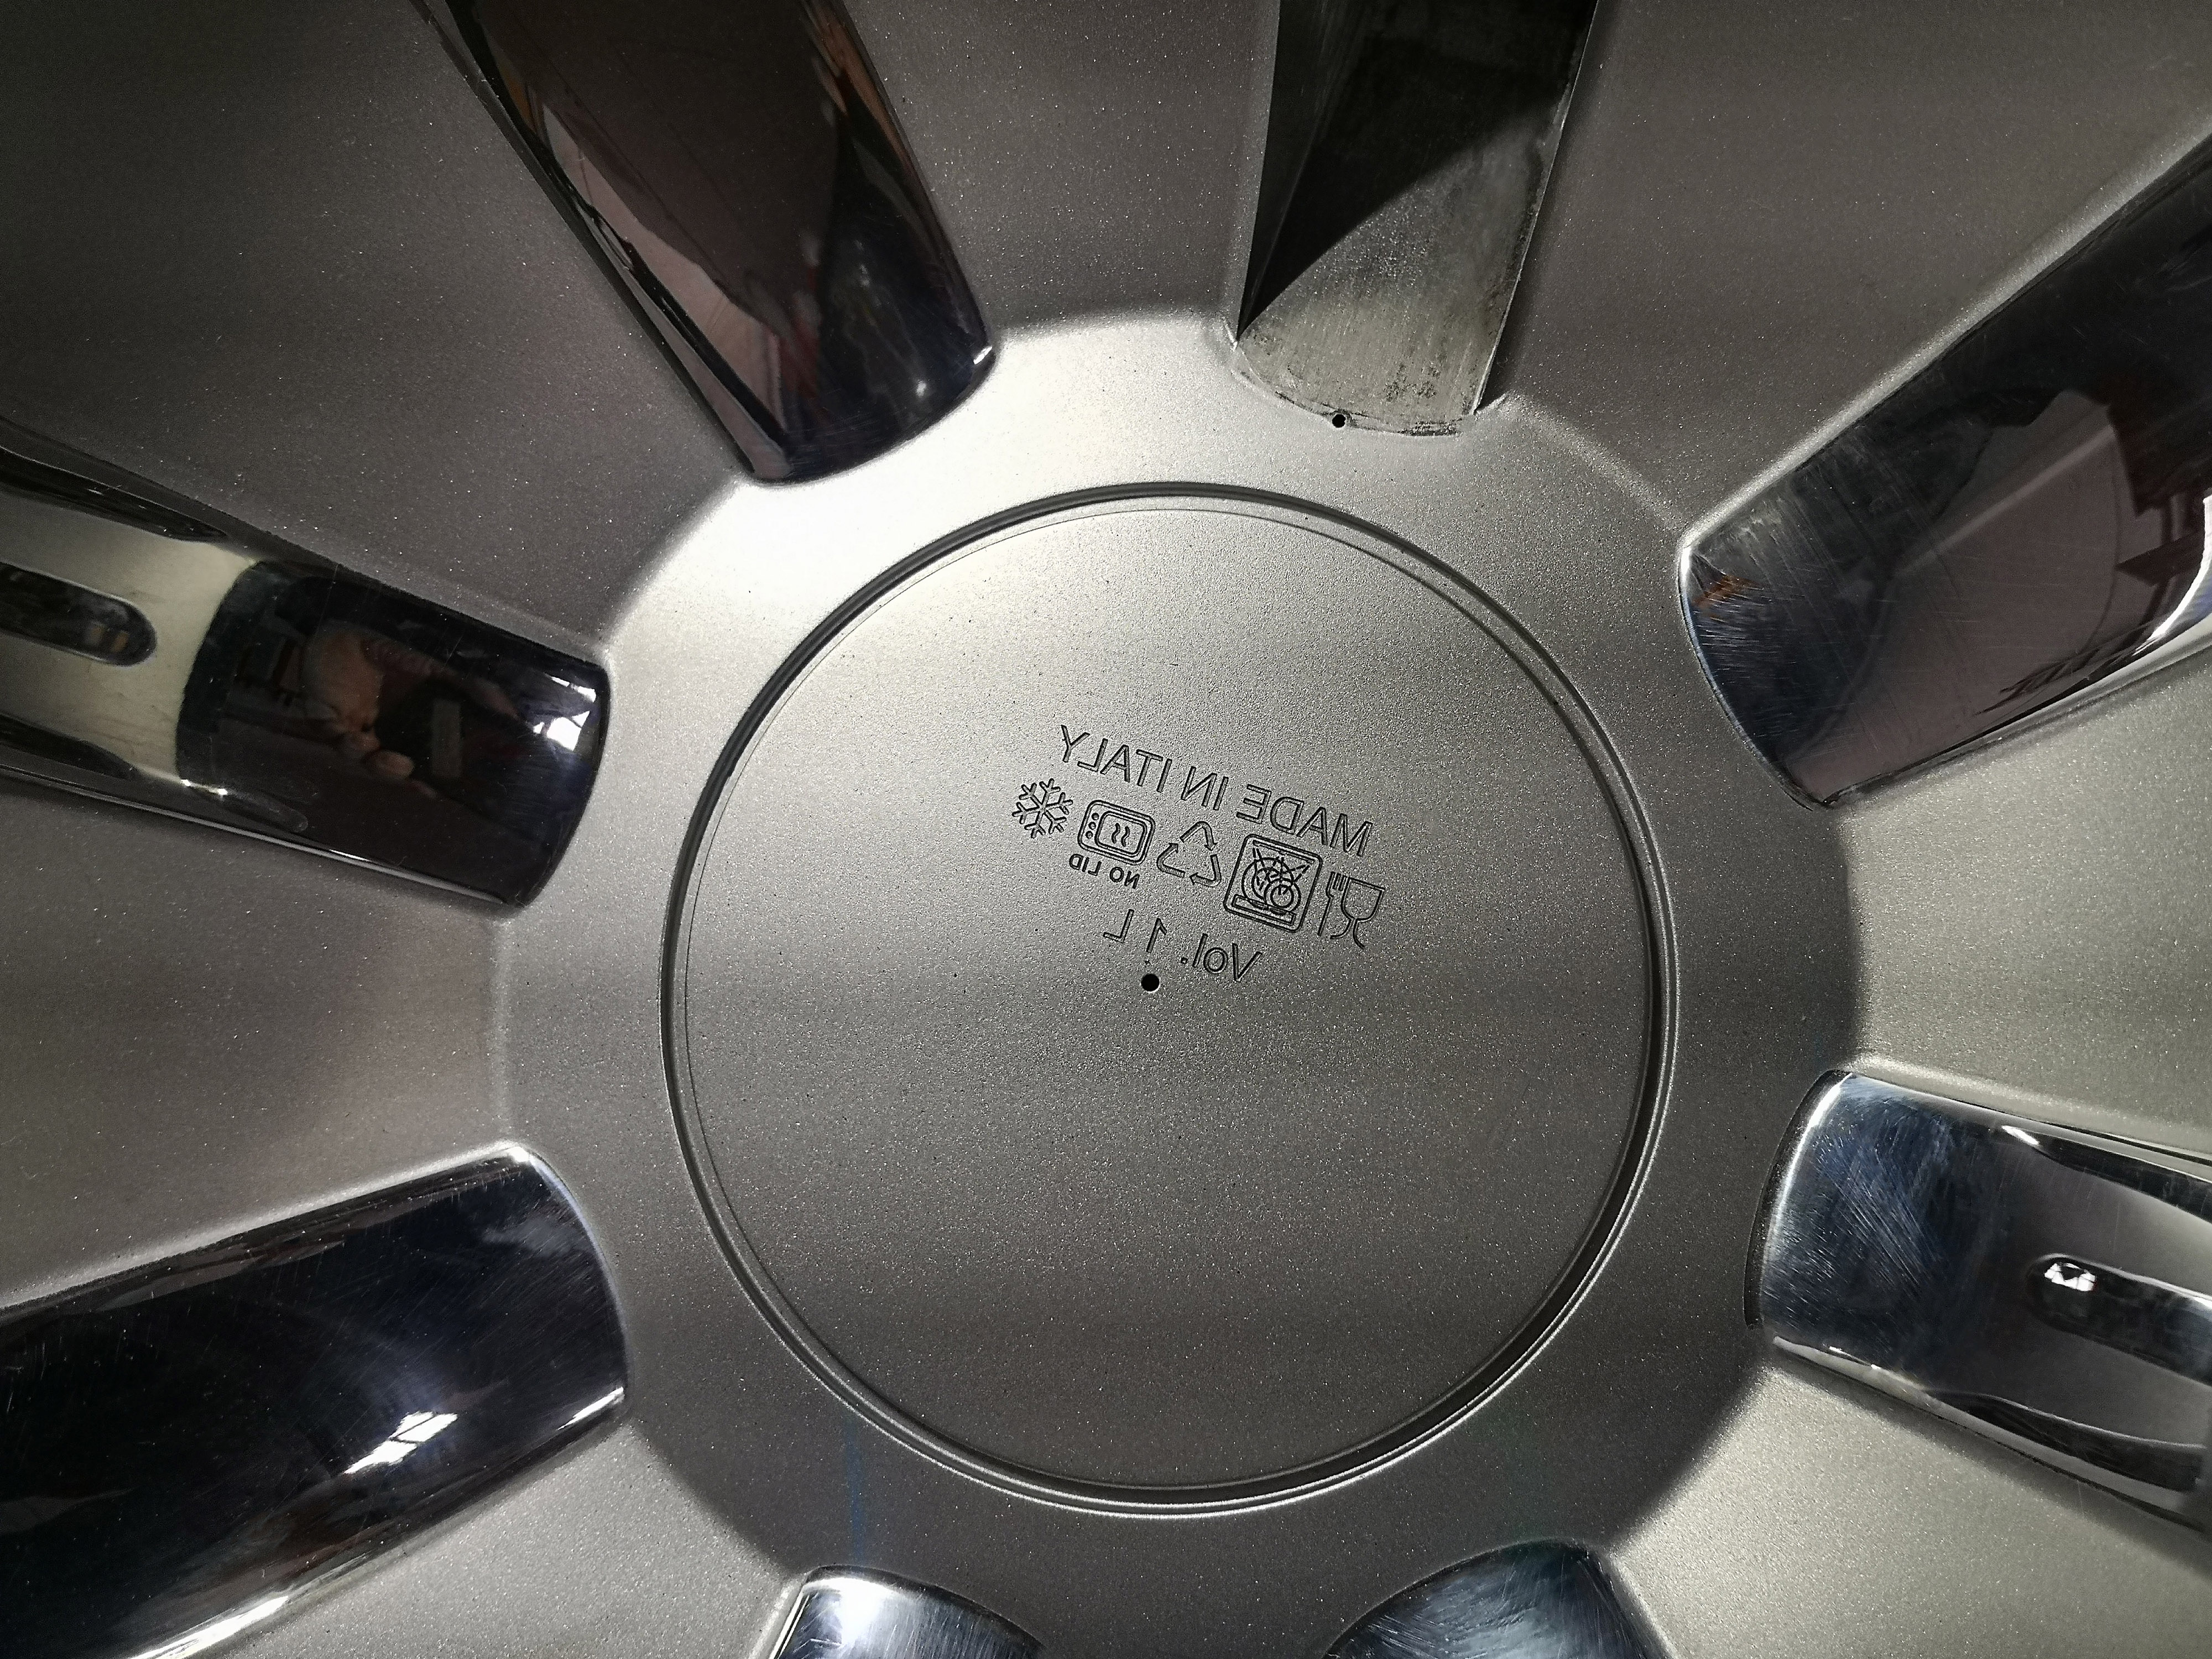 MADE IN ITALY
NO LID
Vol. 1 L